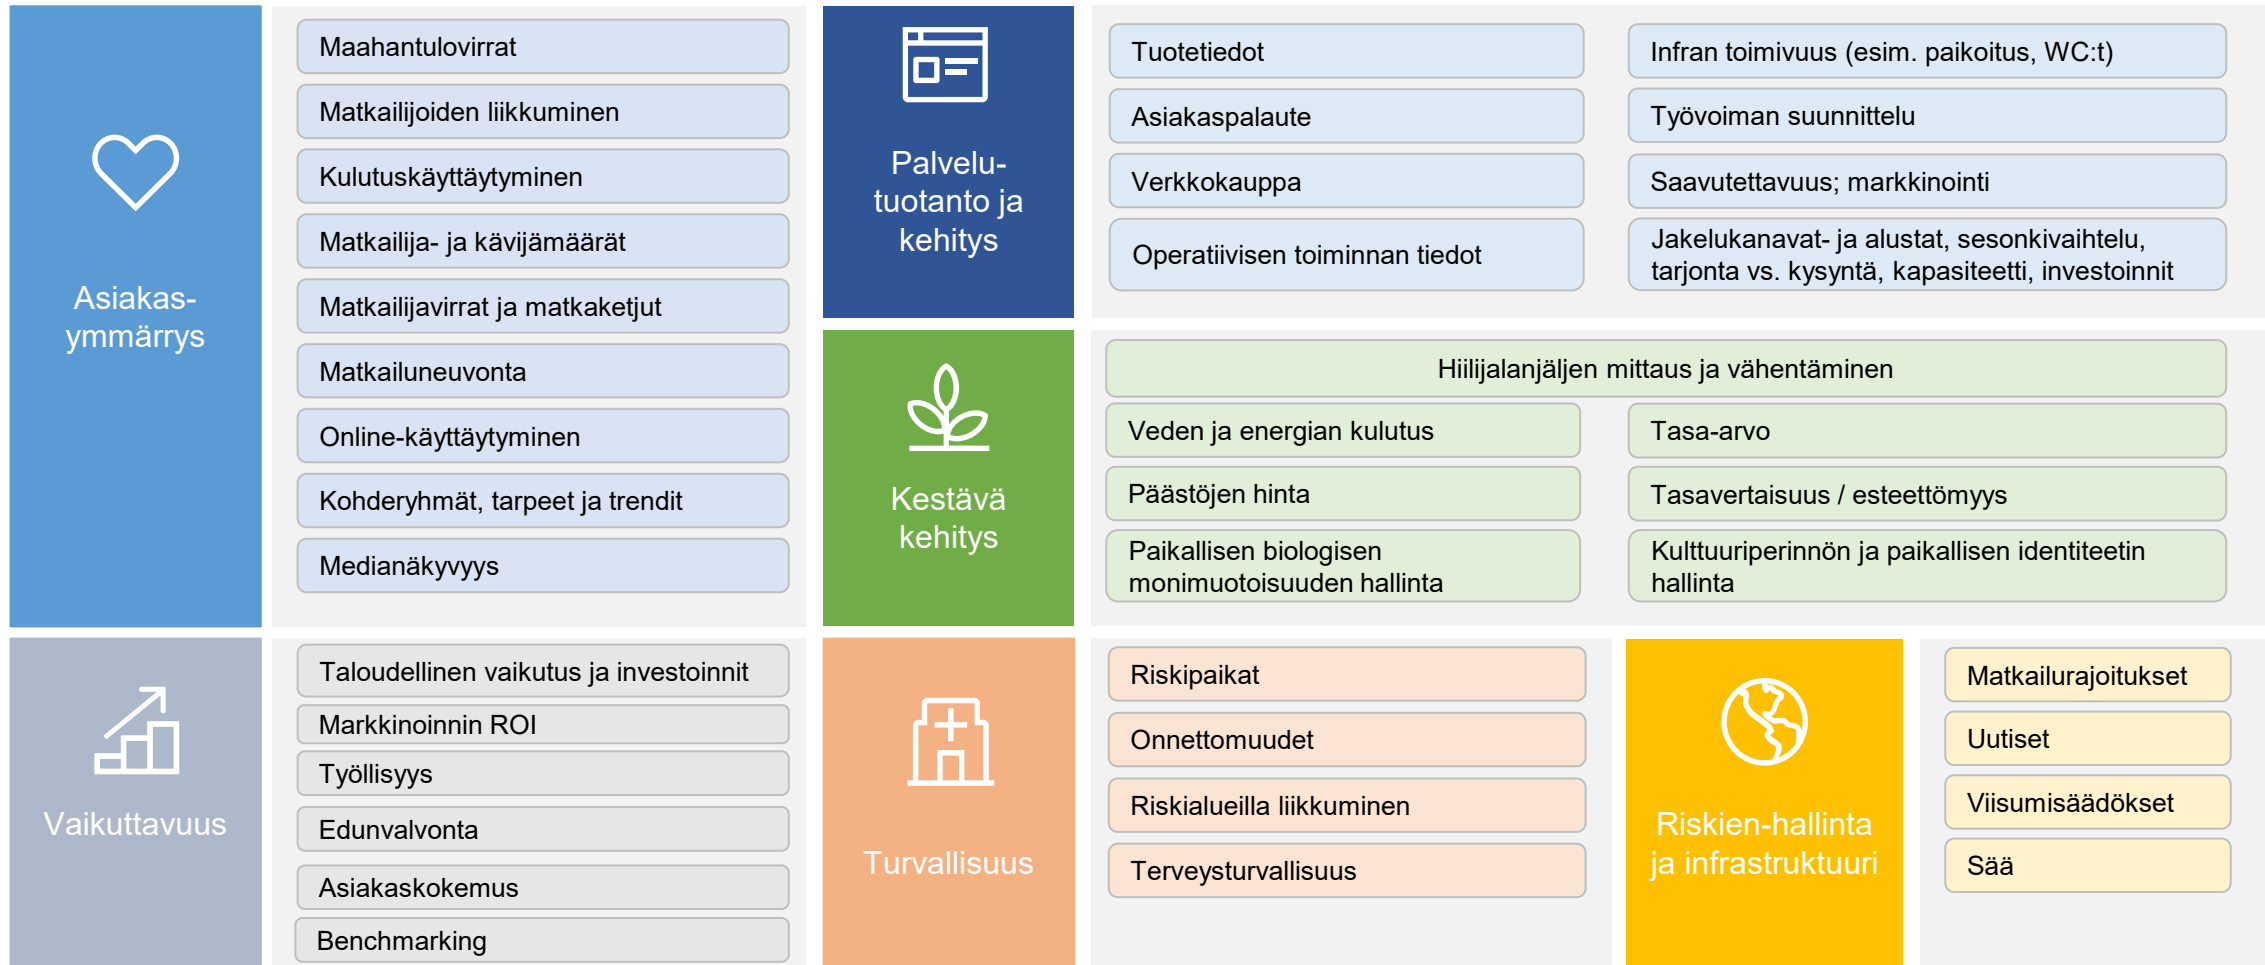 Asiakas-
ymmärrys
Maahantulovirrat
Matkailijoiden liikkuminen
Kulutuskäyttäytyminen
Matkailija- ja kävijämäärät
Matkailijavirrat ja matkaketjut
Matkailuneuvonta
Online-käyttäytyminen
Kohderyhmät, tarpeet ja trendit
Medianäkyvyys
Palvelu-
tuotanto ja
kehitys
Tuotetiedot
Asiakaspalaute
Verkkokauppa
Operatiivisen toiminnan tiedot
Infran toimivuus (esim. paikoitus, WC:t)
Työvoiman suunnittelu
Saavutettavuus; markkinointi
Jakelukanavat- ja alustat, sesonkivaihtelu,
tarjonta vs. kysyntä, kapasiteetti, investoinnit
Kestävä
kehitys
Hiilijalanjäljen mittaus ja vähentäminen
Veden ja energian kulutus
Päästöjen hinta
Paikallisen biologisen
monimuotoisuuden hallinta
Tasa-arvo
Tasavertaisuus / esteettömyys
Kulttuuriperinnön ja paikallisen identiteetin
hallinta
Vaikuttavuus
Taloudellinen vaikutus ja investoinnit
Markkinoinnin ROI
Työllisyys
Edunvalvonta
Asiakaskokemus
Benchmarking
Turvallisuus
Riskipaikat
Onnettomuudet
Riskialueilla liikkuminen
Terveysturvallisuus
Riskien-hallinta
ja infrastruktuuri
Matkailurajoitukset
Uutiset
Viisumisäädökset
Sää